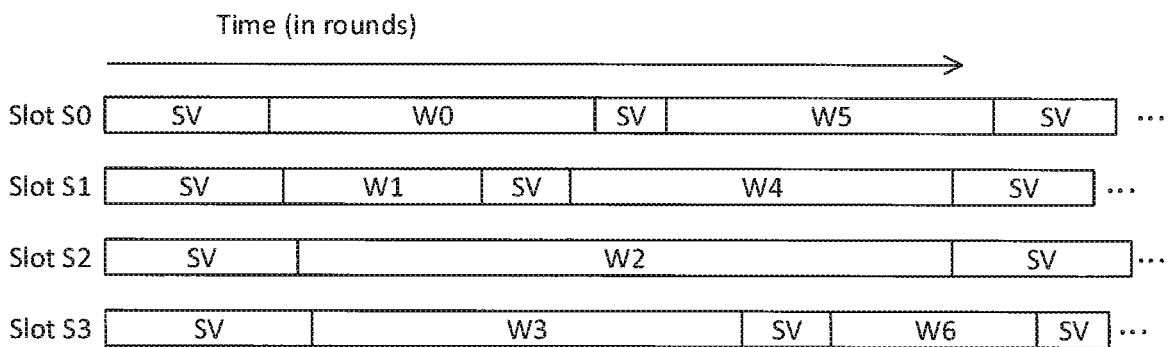 Time (in rounds)
Slot S0 SV W0 SV W5 SV ...
Slot S1 SV W1 SV W4 SV ...
Slot S2 SV W2 SV ...
Slot S3 SV W3 SV W6 SV ...